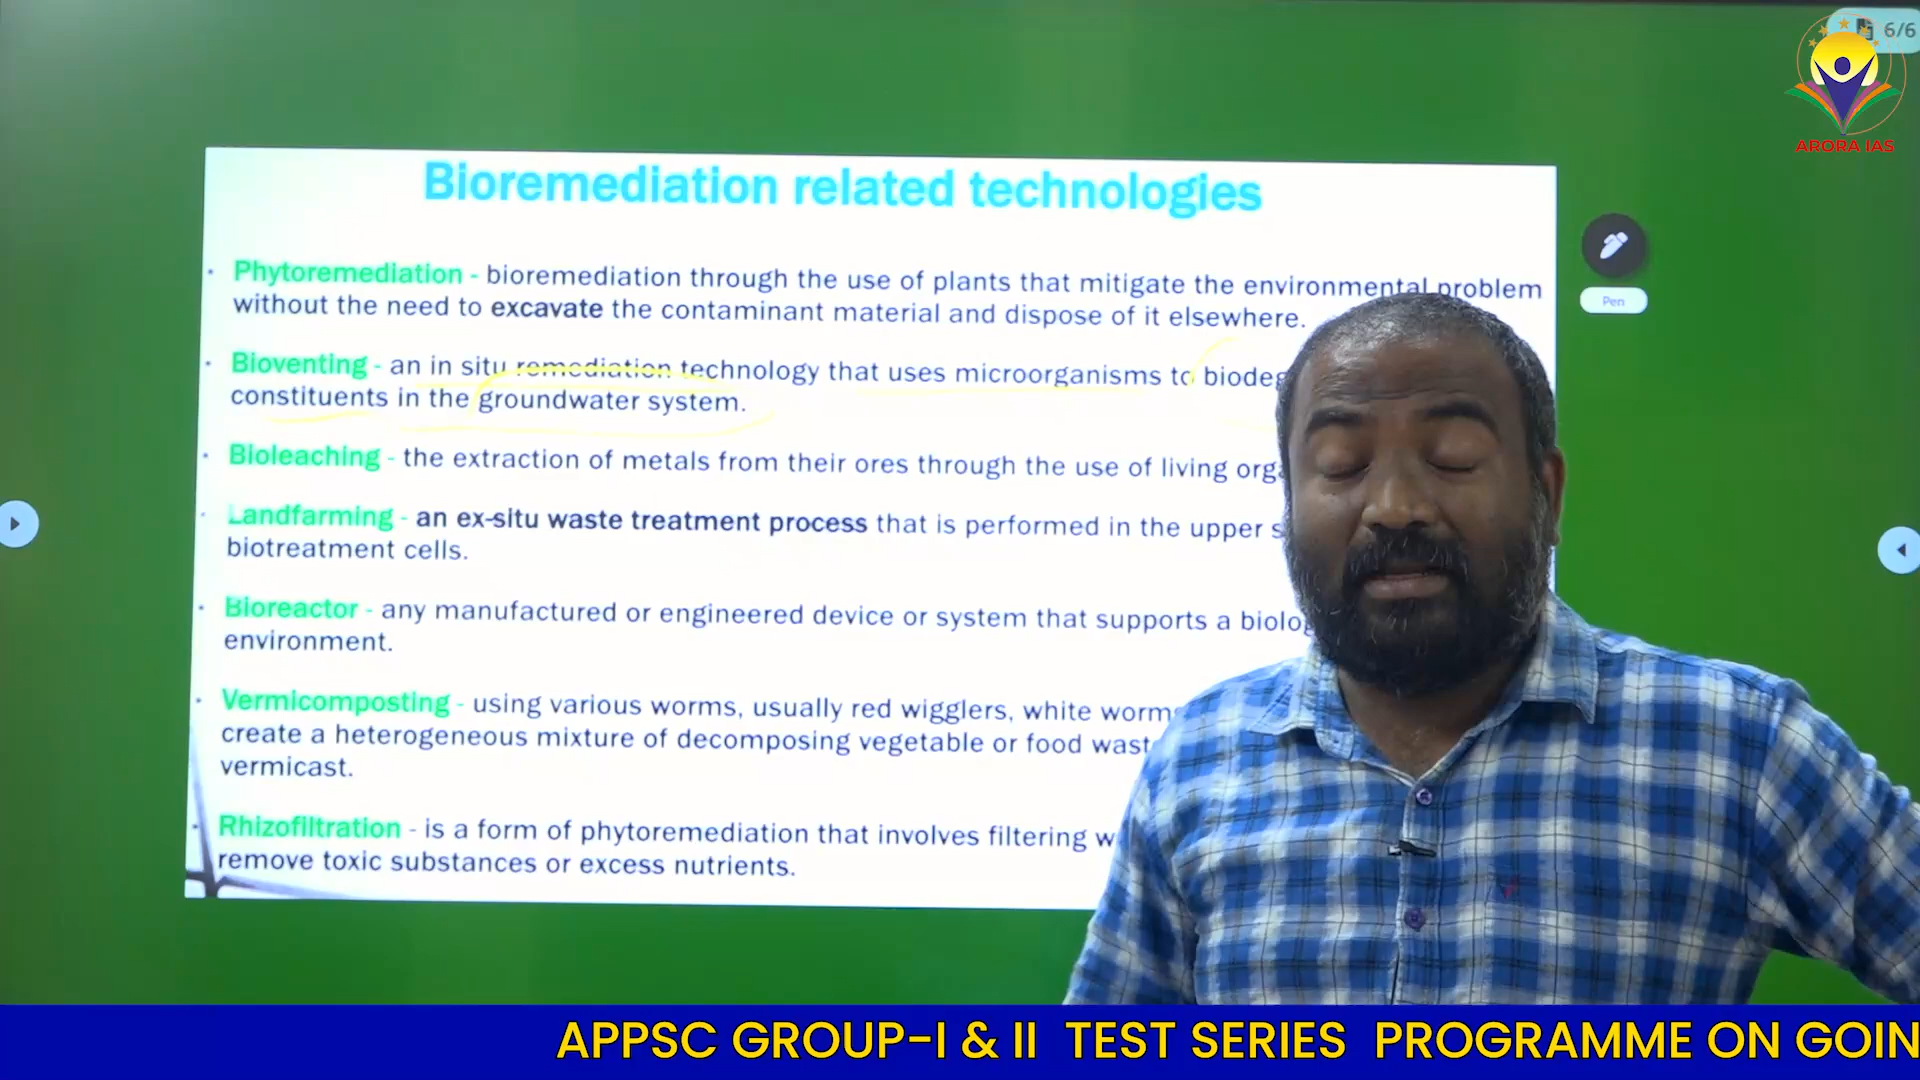 6/6
ARORA IAS
Bioremediation related technologies
Phytoremediation - bioremediation through the use of plants that mitigate the environmental problem
without the need to excavate the contaminant material and dispose of it elsewhere.
Pen
Bioventing - an in situ remediation technology that uses microorganisms to
constituents in the groundwater system.
Bioleaching - the extraction of metals from their ores through the use of living
Landfarming - an ex-situ waste treatment process that is performed in the upper
biotreatment cells.
Bioreactor - any manufactured or engineered device or system that supports a
environment.
Vermicomposting - using various worms, usually red wigglers, white
create a heterogeneous mixture of decomposing vegetable or food
vermicast.
Rhizofiltration - is a form of phytoremediation that involves filtering
remove toxic substances or excess nutrients.
APPSC GROUP-I & II TEST SERIES PROGRAMME ON GOIN